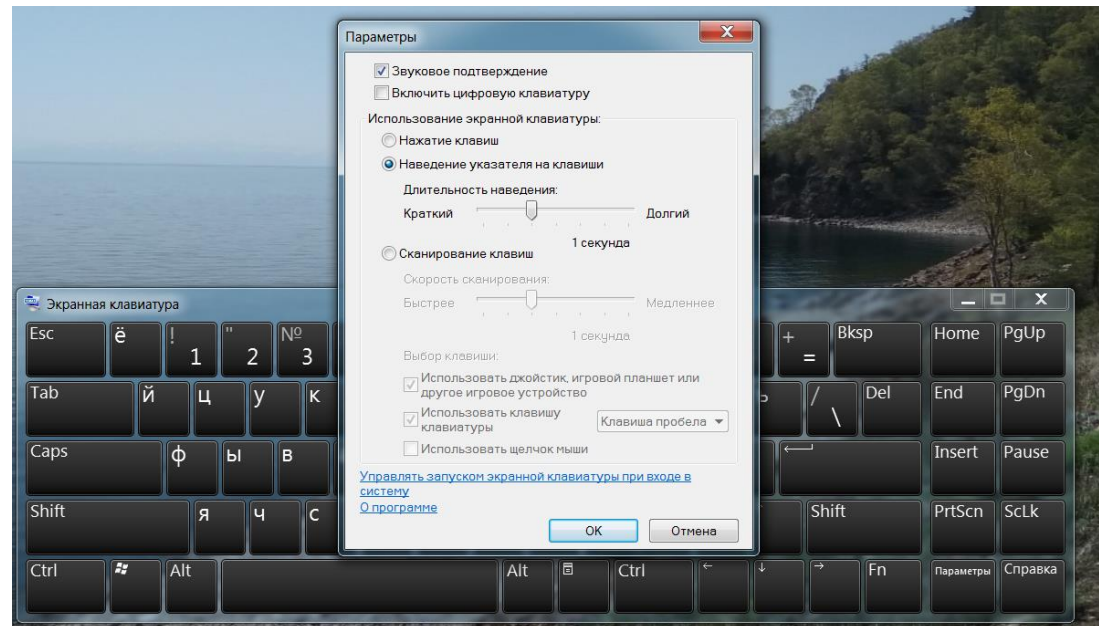 Параметры
Звуковое подтверждение
Включить цифровую клавиатуру
Использование экранной клавиатуры:
Нажатие клавиш
Наведение указателя на клавиши
Длительность наведения:
Краткий Долгий
1 секунда
Сканирование клавиш
Скорость сканирования:
Быстрее Медленнее
1 секунда
Выбор клавиши:
Использовать джойстик, игровой планшет или
другое игровое устройство
Использовать клавишу
клавиатуры
Клавиша пробела
Использовать щелчок мыши
Управлять запуском экранной клавиатуры при входе в
систему
О программе
OK Отмена
Экранная клавиатура
Esc ё ! 1 " 2 № 3 + = Bksp Home PgUp
Tab й ц у к / \ Del End PgDn
Caps ф ы в Insert Pause
Shift я ч с Shift PrtScn ScLk
Ctrl Alt Alt Ctrl ← ↓ → Fn Параметры Справка